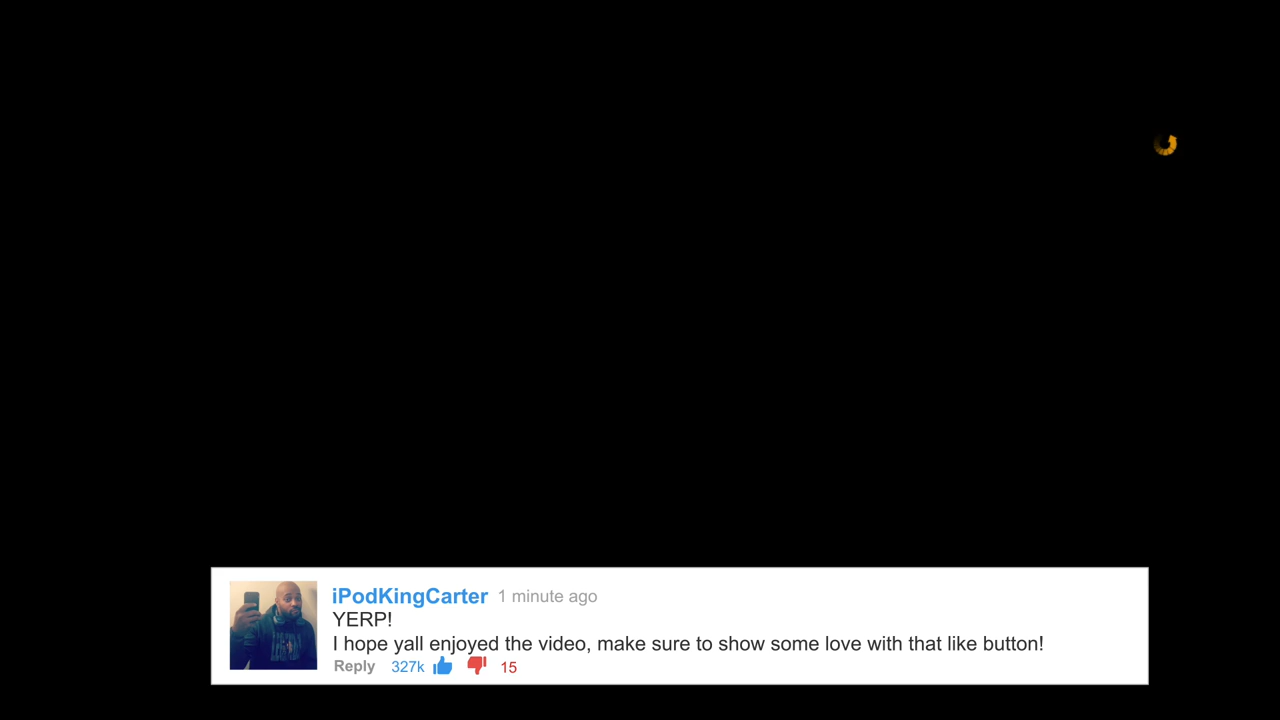 iPodKingCarter 1 minute ago
YERP!
I hope yall enjoyed the video, make sure to show some love with that like button!
Reply 327k 15